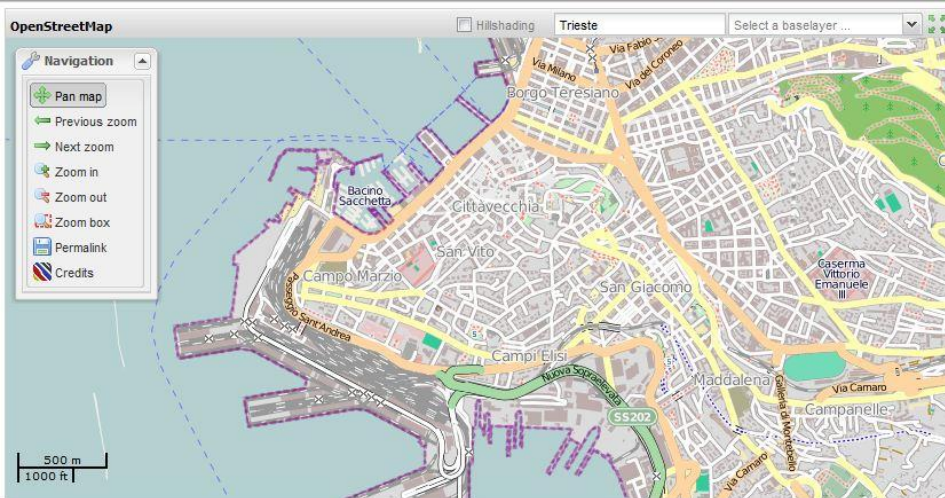 OpenStreetMap
Hillshading
Trieste
Select a baselayer ...
Navigation
Pan map
Previous zoom
Next zoom
Zoom in
Zoom out
Zoom box
Permalink
Credits
Via Milano
Via Fabio
Via del Coroneo
Borgo Teresiano
Bacino
Sacchetta
Cittavecchia
San Vito
Campo Marzio
Passeggio Sant'Andrea
San Giacomo
Caserma
Vittorio
Emanuele
III
Campi Elisi
Nuova Sopraelevata
SS202
Maddalena
Galleria di Montebello
Via Carnaro
Campanelle
Via Carnaro
500 m
1000 ft